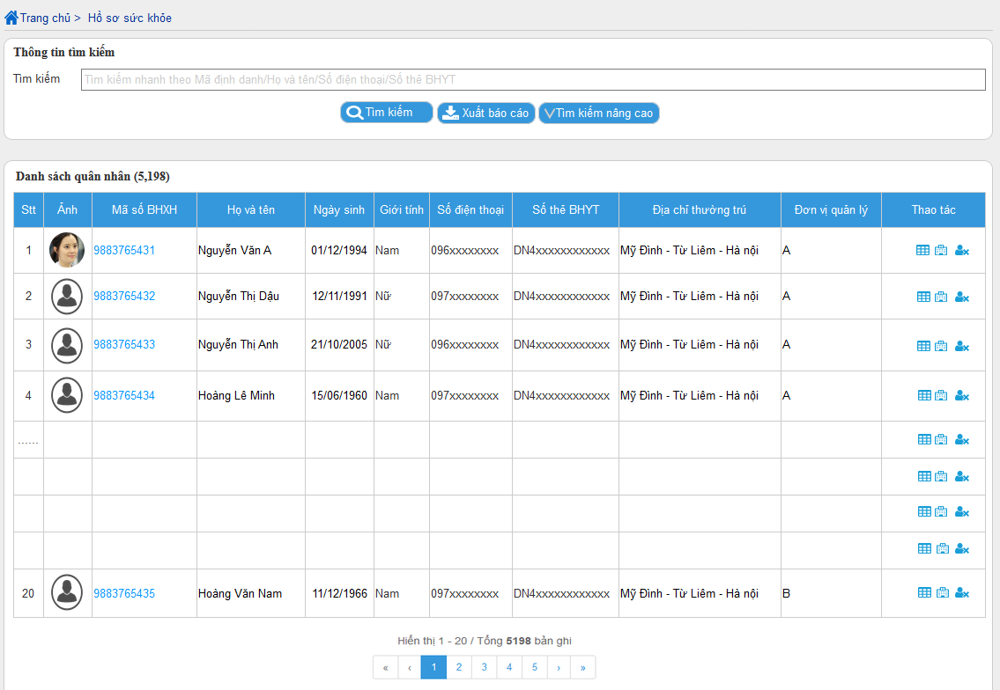 Trang chủ > Hồ sơ sức khỏe
Thông tin tìm kiếm
Tìm kiếm Tìm kiếm nhanh theo Mã định danh/Họ và tên/Số điện thoại/Số thẻ BHYT
Tìm kiếm Xuất báo cáo Tìm kiếm nâng cao
Danh sách quân nhân (5,198)
Stt Ảnh Mã số BHXH Họ và tên Ngày sinh Giới tính Số điện thoại Số thẻ BHYT Địa chỉ thường trú Đơn vị quản lý Thao tác
1 9883765431 Nguyễn Văn A 01/12/1994 Nam 096xxxxxxxx DN4xxxxxxxxxxxx Mỹ Đình - Từ Liêm - Hà nội A
2 9883765432 Nguyễn Thị Dậu 12/11/1991 Nữ 097xxxxxxxx DN4xxxxxxxxxxxx Mỹ Đình - Từ Liêm - Hà nội A
3 9883765433 Nguyễn Thị Anh 21/10/2005 Nữ 096xxxxxxxx DN4xxxxxxxxxxxx Mỹ Đình - Từ Liêm - Hà nội A
4 9883765434 Hoàng Lê Minh 15/06/1960 Nam 097xxxxxxxx DN4xxxxxxxxxxxx Mỹ Đình - Từ Liêm - Hà nội A
......
20 9883765435 Hoàng Văn Nam 11/12/1966 Nam 097xxxxxxxx DN4xxxxxxxxxxxx Mỹ Đình - Từ Liêm - Hà nội B
Hiển thị 1 - 20 / Tổng 5198 bản ghi
« ‹ 1 2 3 4 5 › »